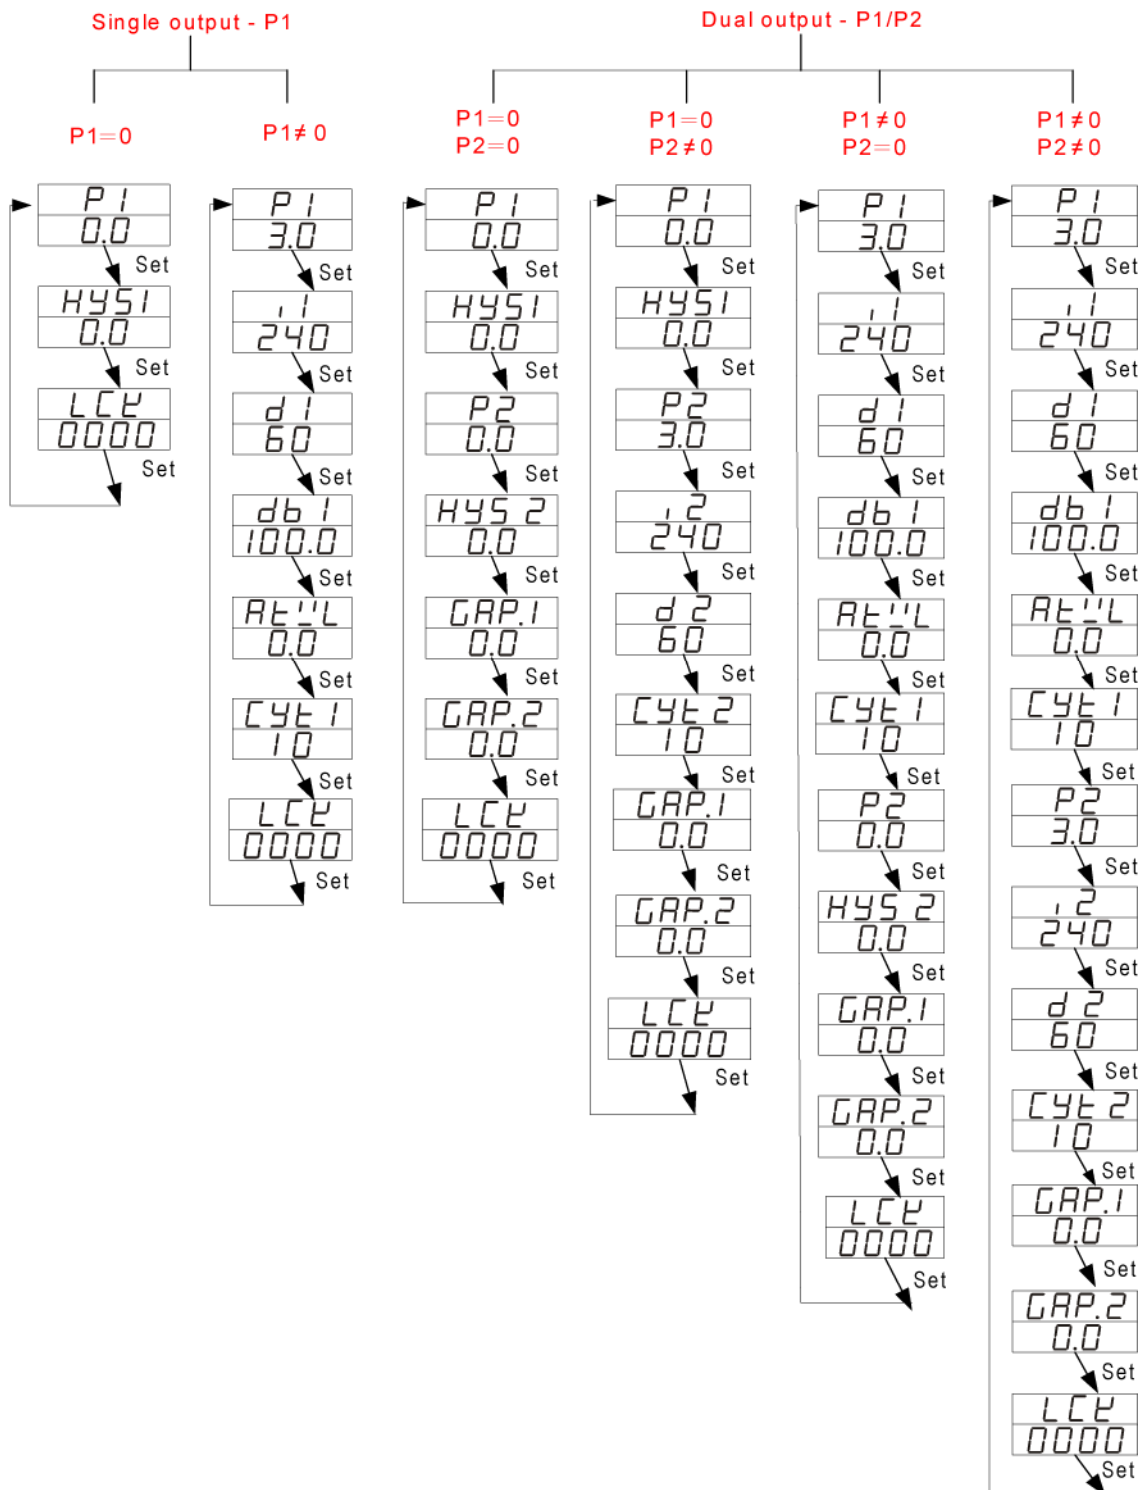 Single output - P1
P1=0
P1
0.0
Set
HYS1
0.0
Set
LCK
0000
Set
P1≠0
P1
3.0
Set
i1
240
Set
d1
60
Set
db1
100.0
Set
AtVL
0.0
Set
CYt1
10
Set
LCK
0000
Set
Dual output - P1/P2
P1=0
P2=0
P1
0.0
Set
HYS1
0.0
Set
P2
0.0
Set
HYS 2
0.0
Set
GAP.1
0.0
Set
GAP.2
0.0
Set
LCK
0000
Set
P1=0
P2≠0
P1
0.0
Set
HYS1
0.0
Set
P2
3.0
Set
i2
240
Set
d2
60
Set
CYt 2
10
Set
GAP.1
0.0
Set
GAP.2
0.0
Set
LCK
0000
Set
P1≠0
P2=0
P1
3.0
Set
i1
240
Set
d1
60
Set
db1
100.0
Set
AtVL
0.0
Set
CYt1
10
Set
P2
0.0
Set
HYS 2
0.0
Set
GAP.1
0.0
Set
GAP.2
0.0
Set
LCK
0000
Set
P1≠0
P2≠0
P1
3.0
Set
i1
240
Set
d1
60
Set
db1
100.0
Set
AtVL
0.0
Set
CYt1
10
Set
P2
3.0
Set
i2
240
Set
d2
60
Set
CYt 2
10
Set
GAP.1
0.0
Set
GAP.2
0.0
Set
LCK
0000
Set